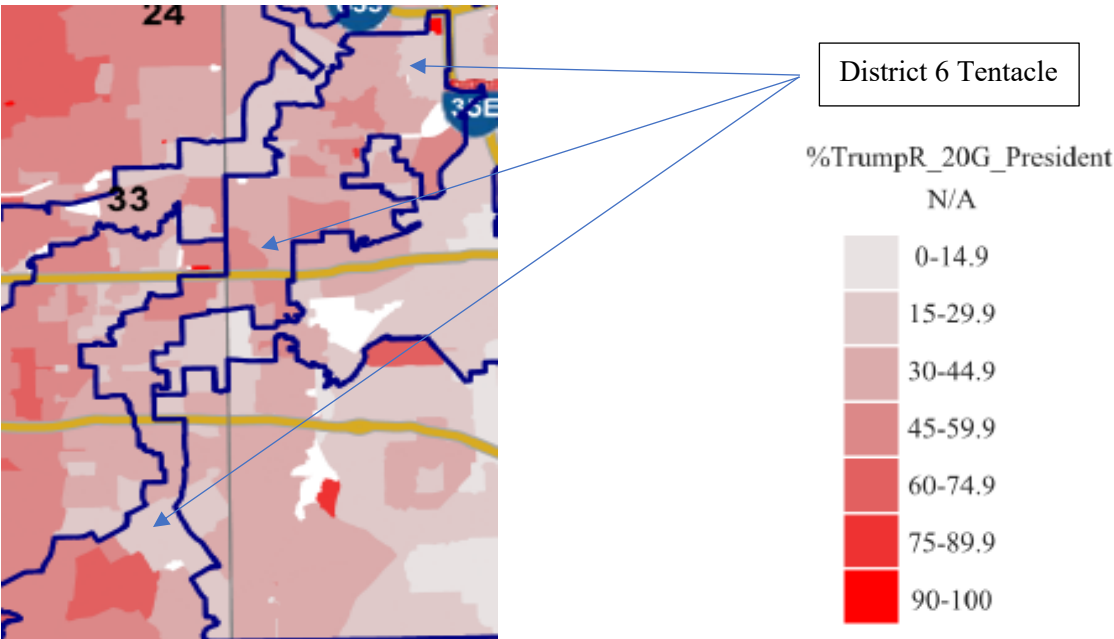 24
35E
33
District 6 Tentacle
%TrumpR_20G_President
N/A
0-14.9
15-29.9
30-44.9
45-59.9
60-74.9
75-89.9
90-100